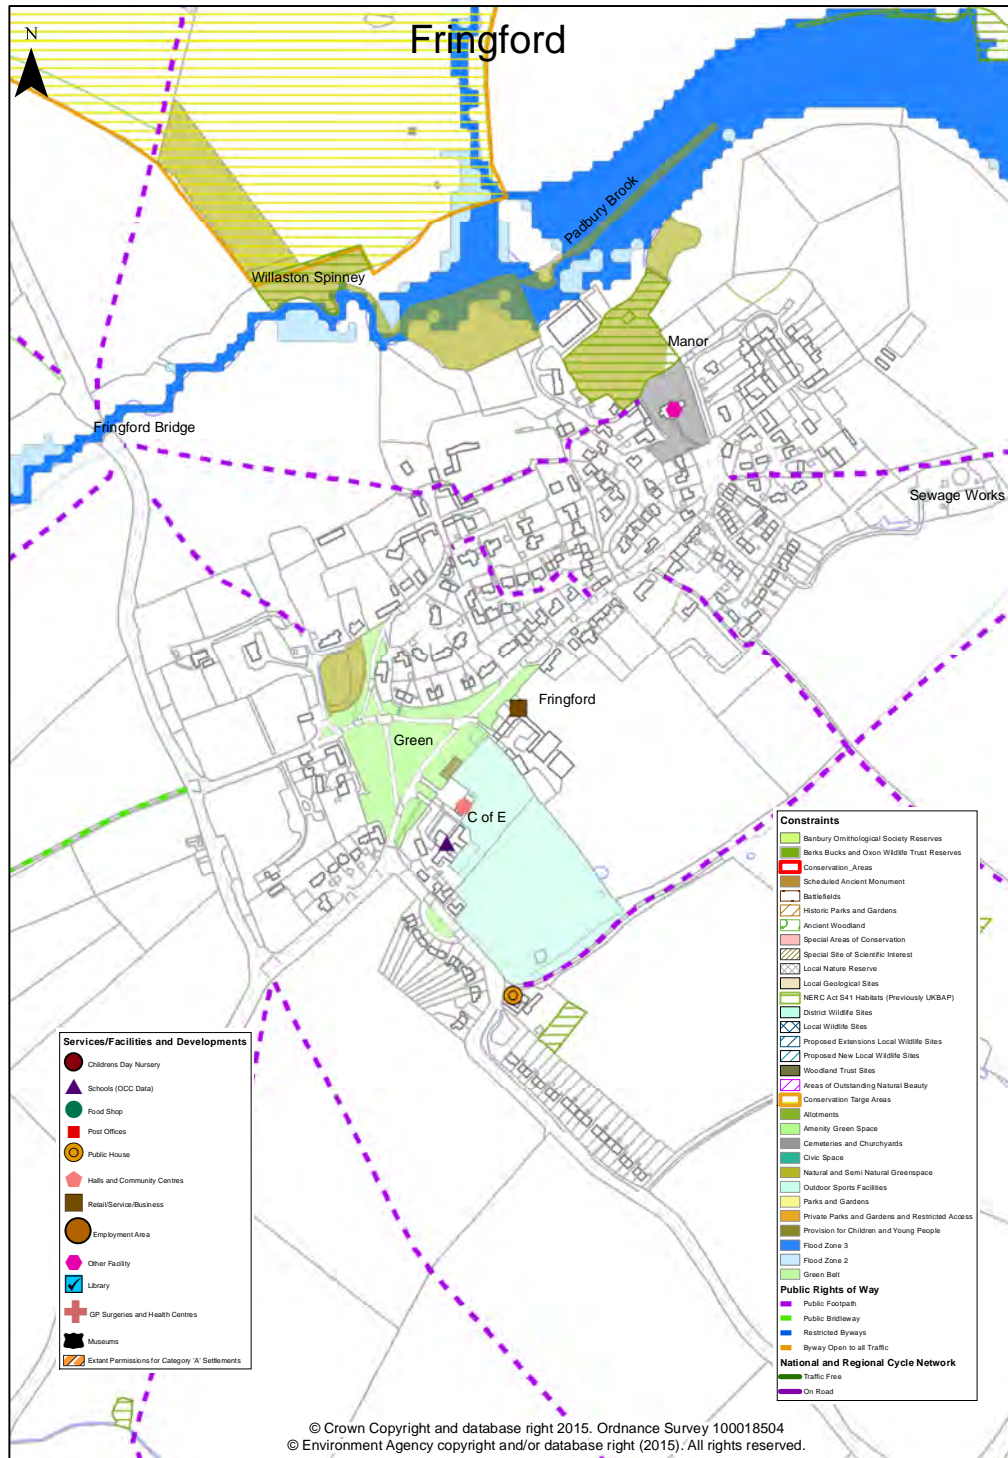 Fringford
N
Padbury Brook
Willaston Spinney
Manor
Fringford Bridge
Sewage Works
Fringford
Green
C of E
Constraints
Banbury Ornithological Society Reserves
Berks Bucks and Oxon Wildlife Trust Reserves
Conservation_Areas
Scheduled Ancient Monument
Battlefields
Historic Parks and Gardens
Ancient Woodland
Special Areas of Conservation
Special Site of Scientific Interest
Local Nature Reserve
Local Geological Sites
NERC Act S41 Habitats (Previously UKBAP)
District Wildlife Sites
Local Wildlife Sites
Proposed Extensions Local Wildlife Sites
Proposed New Local Wildlife Sites
Woodland Trust Sites
Areas of Outstanding Natural Beauty
Conservation Targe Areas
Allotments
Amenity Green Space
Cemeteries and Churchyards
Civic Space
Natural and Semi Natural Greenspace
Outdoor Sports Facilities
Parks and Gardens
Private Parks and Gardens and Restricted Access
Provision for Children and Young People
Flood Zone 3
Flood Zone 2
Green Belt
Public Rights of Way
Public Footpath
Public Bridleway
Restricted Byways
Byway Open to all Traffic
National and Regional Cycle Network
Traffic Free
On Road
Services/Facilities and Developments
Childrens Day Nursery
Schools (OCC Data)
Food Shop
Post Offices
Public House
Halls and Community Centres
Retail/Service/Business
Employment Area
Other Facility
Library
GP Surgeries and Health Centres
Museums
Extant Permissions for Category 'A' Settlements
© Crown Copyright and database right 2015. Ordnance Survey 100018504
© Environment Agency copyright and/or database right (2015). All rights reserved.